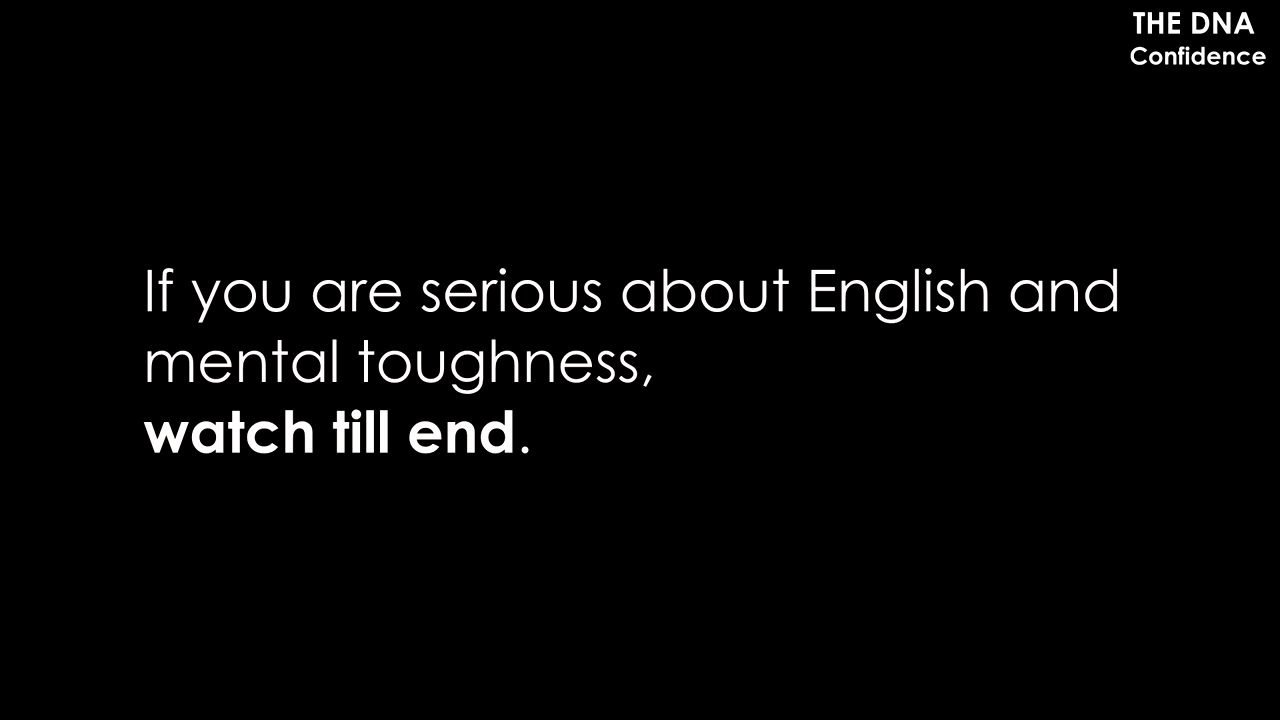 THE DNA
Confidence
If you are serious about English and
mental toughness,
watch till end.